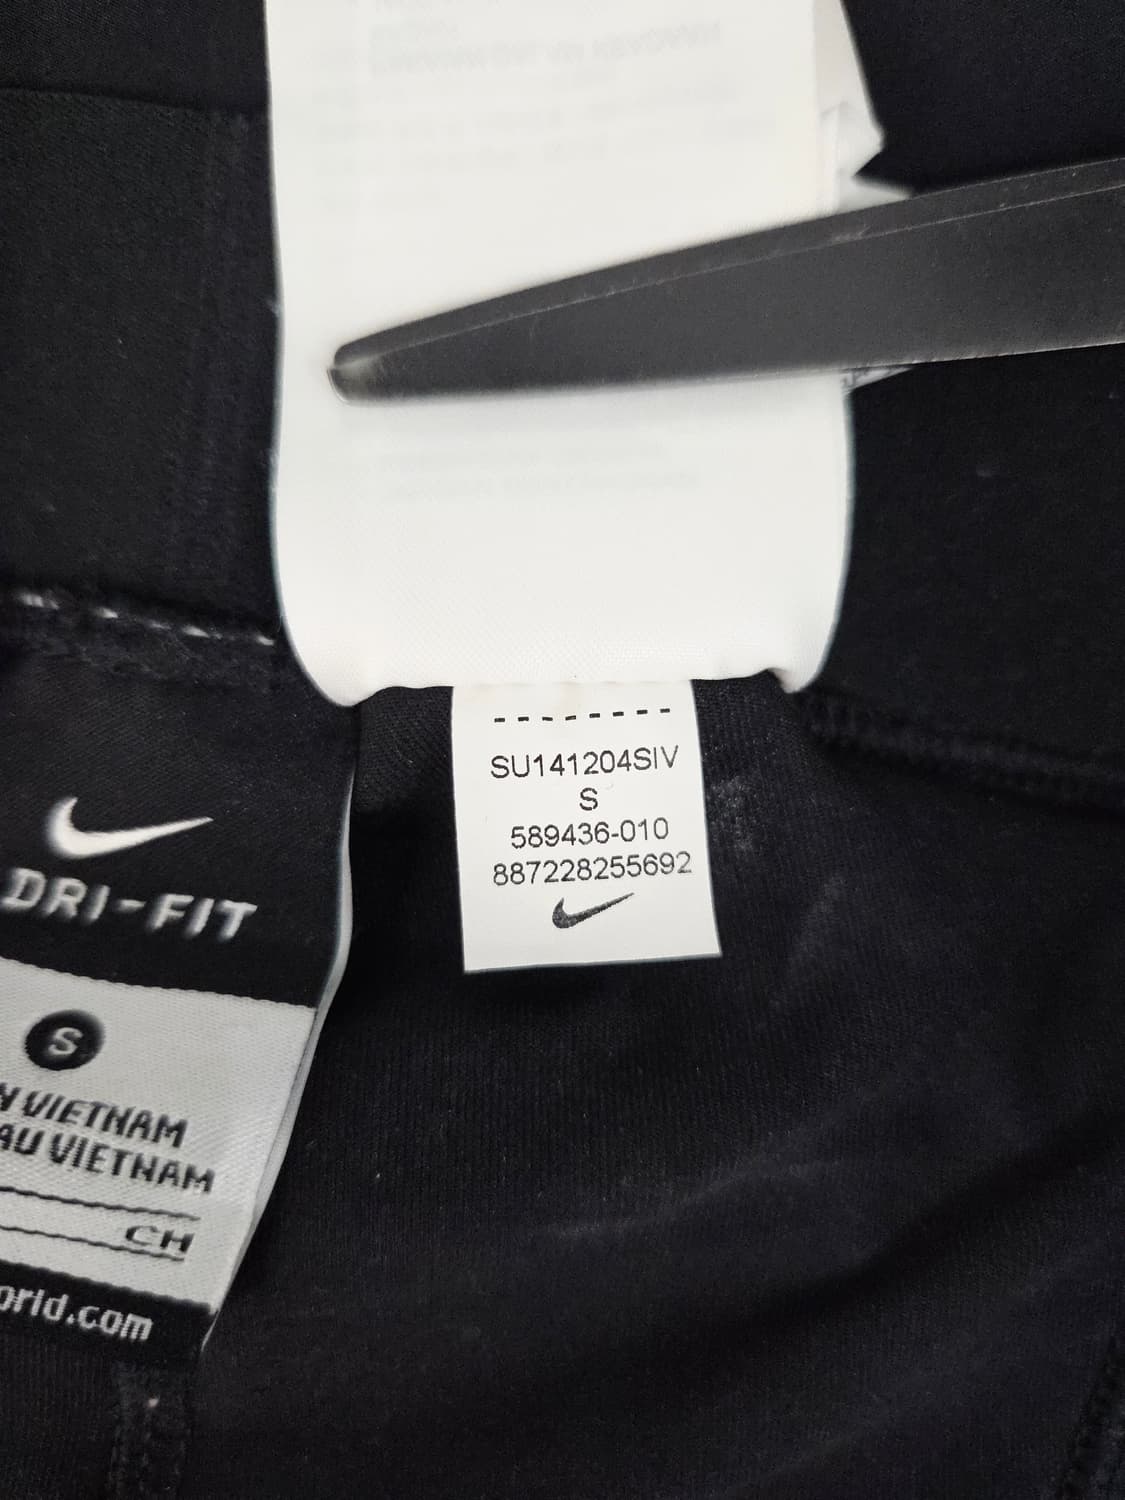 SU141204SIV
S
589436-010
887228255692
DRI-FIT
S
VIETNAM
AU VIETNAM
CH
orld.com